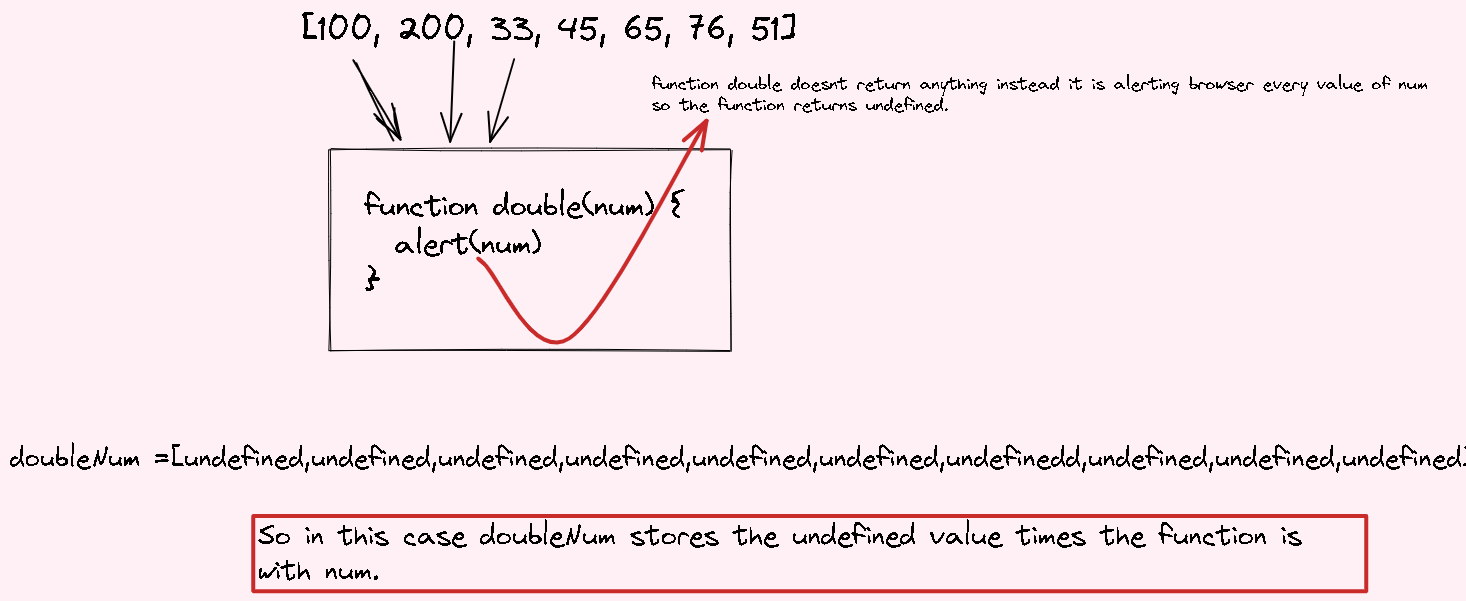 [100, 200, 33, 45, 65, 76, 51]
function double doesnt return anything instead it is alerting browser every value of num
so the function returns undefined.
function double(num) {
alert(num)
}
doubleNum =[undefined,undefined,undefined,undefined,undefined,undefined,undefinedd,undefined,undefined,undefined]
So in this case doubleNum stores the undefined value times the function is
with num.